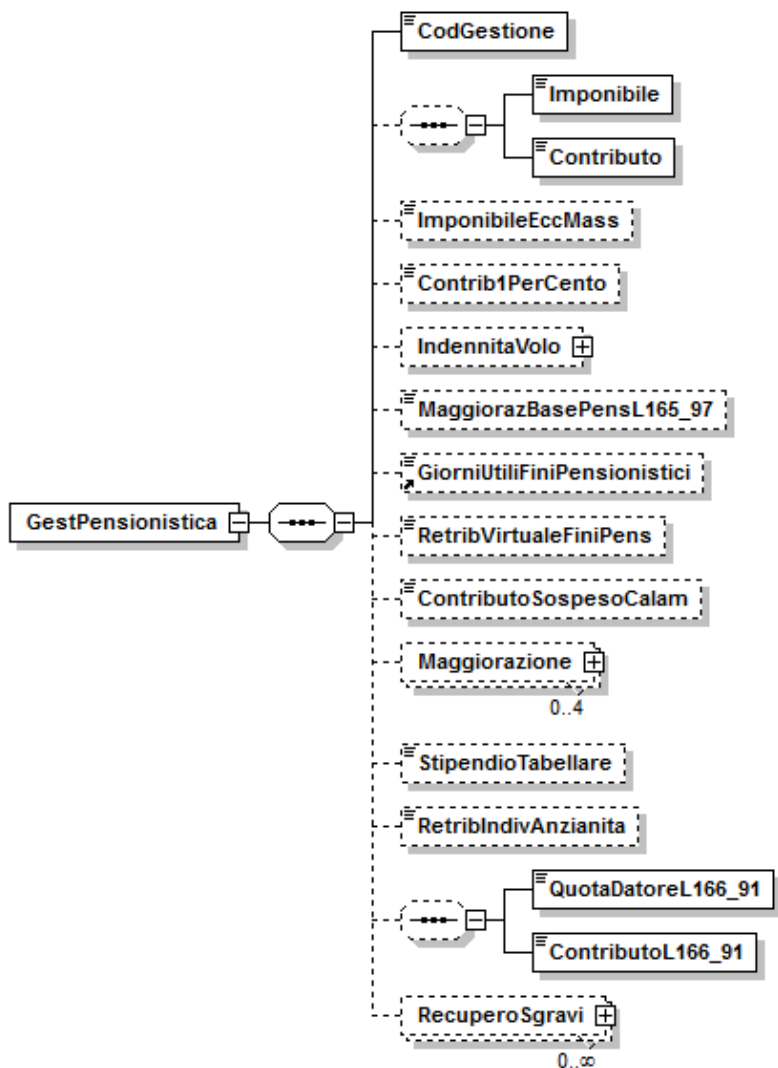 CodGestione
Imponibile
Contributo
ImponibileEccMass
Contrib1PerCento
IndennitaVolo
MaggiorazBasePensL165_97
GiorniUtiliFiniPensionistici
GestPensionistica
RetribVirtualeFiniPens
ContributoSospesoCalam
Maggiorazione
0..4
StipendioTabellare
RetribIndivAnzianita
QuotaDatoreL166_91
ContributoL166_91
RecuperoSgravi
0..∞